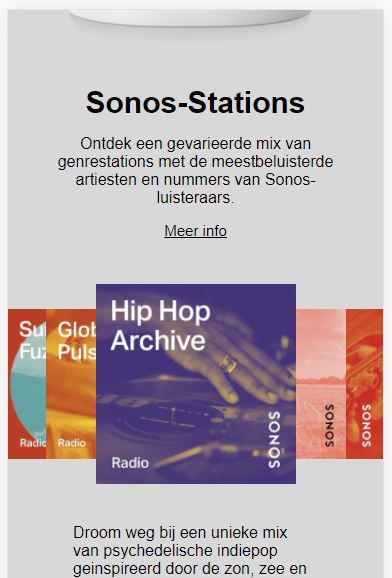 Sonos-Stations
Ontdek een gevarieerde mix van
genrestations met de meestbeluisterde
artiesten en nummers van Sonos-
luisteraars.
Meer info
Su
Fuz
Radio
Glob
Puls
Radio
Hip Hop
Archive
Radio
SONOS
SONOS
SONOS
Droom weg bij een unieke mix
van psychedelische indiepop
geïnspireerd door de zon, zee en